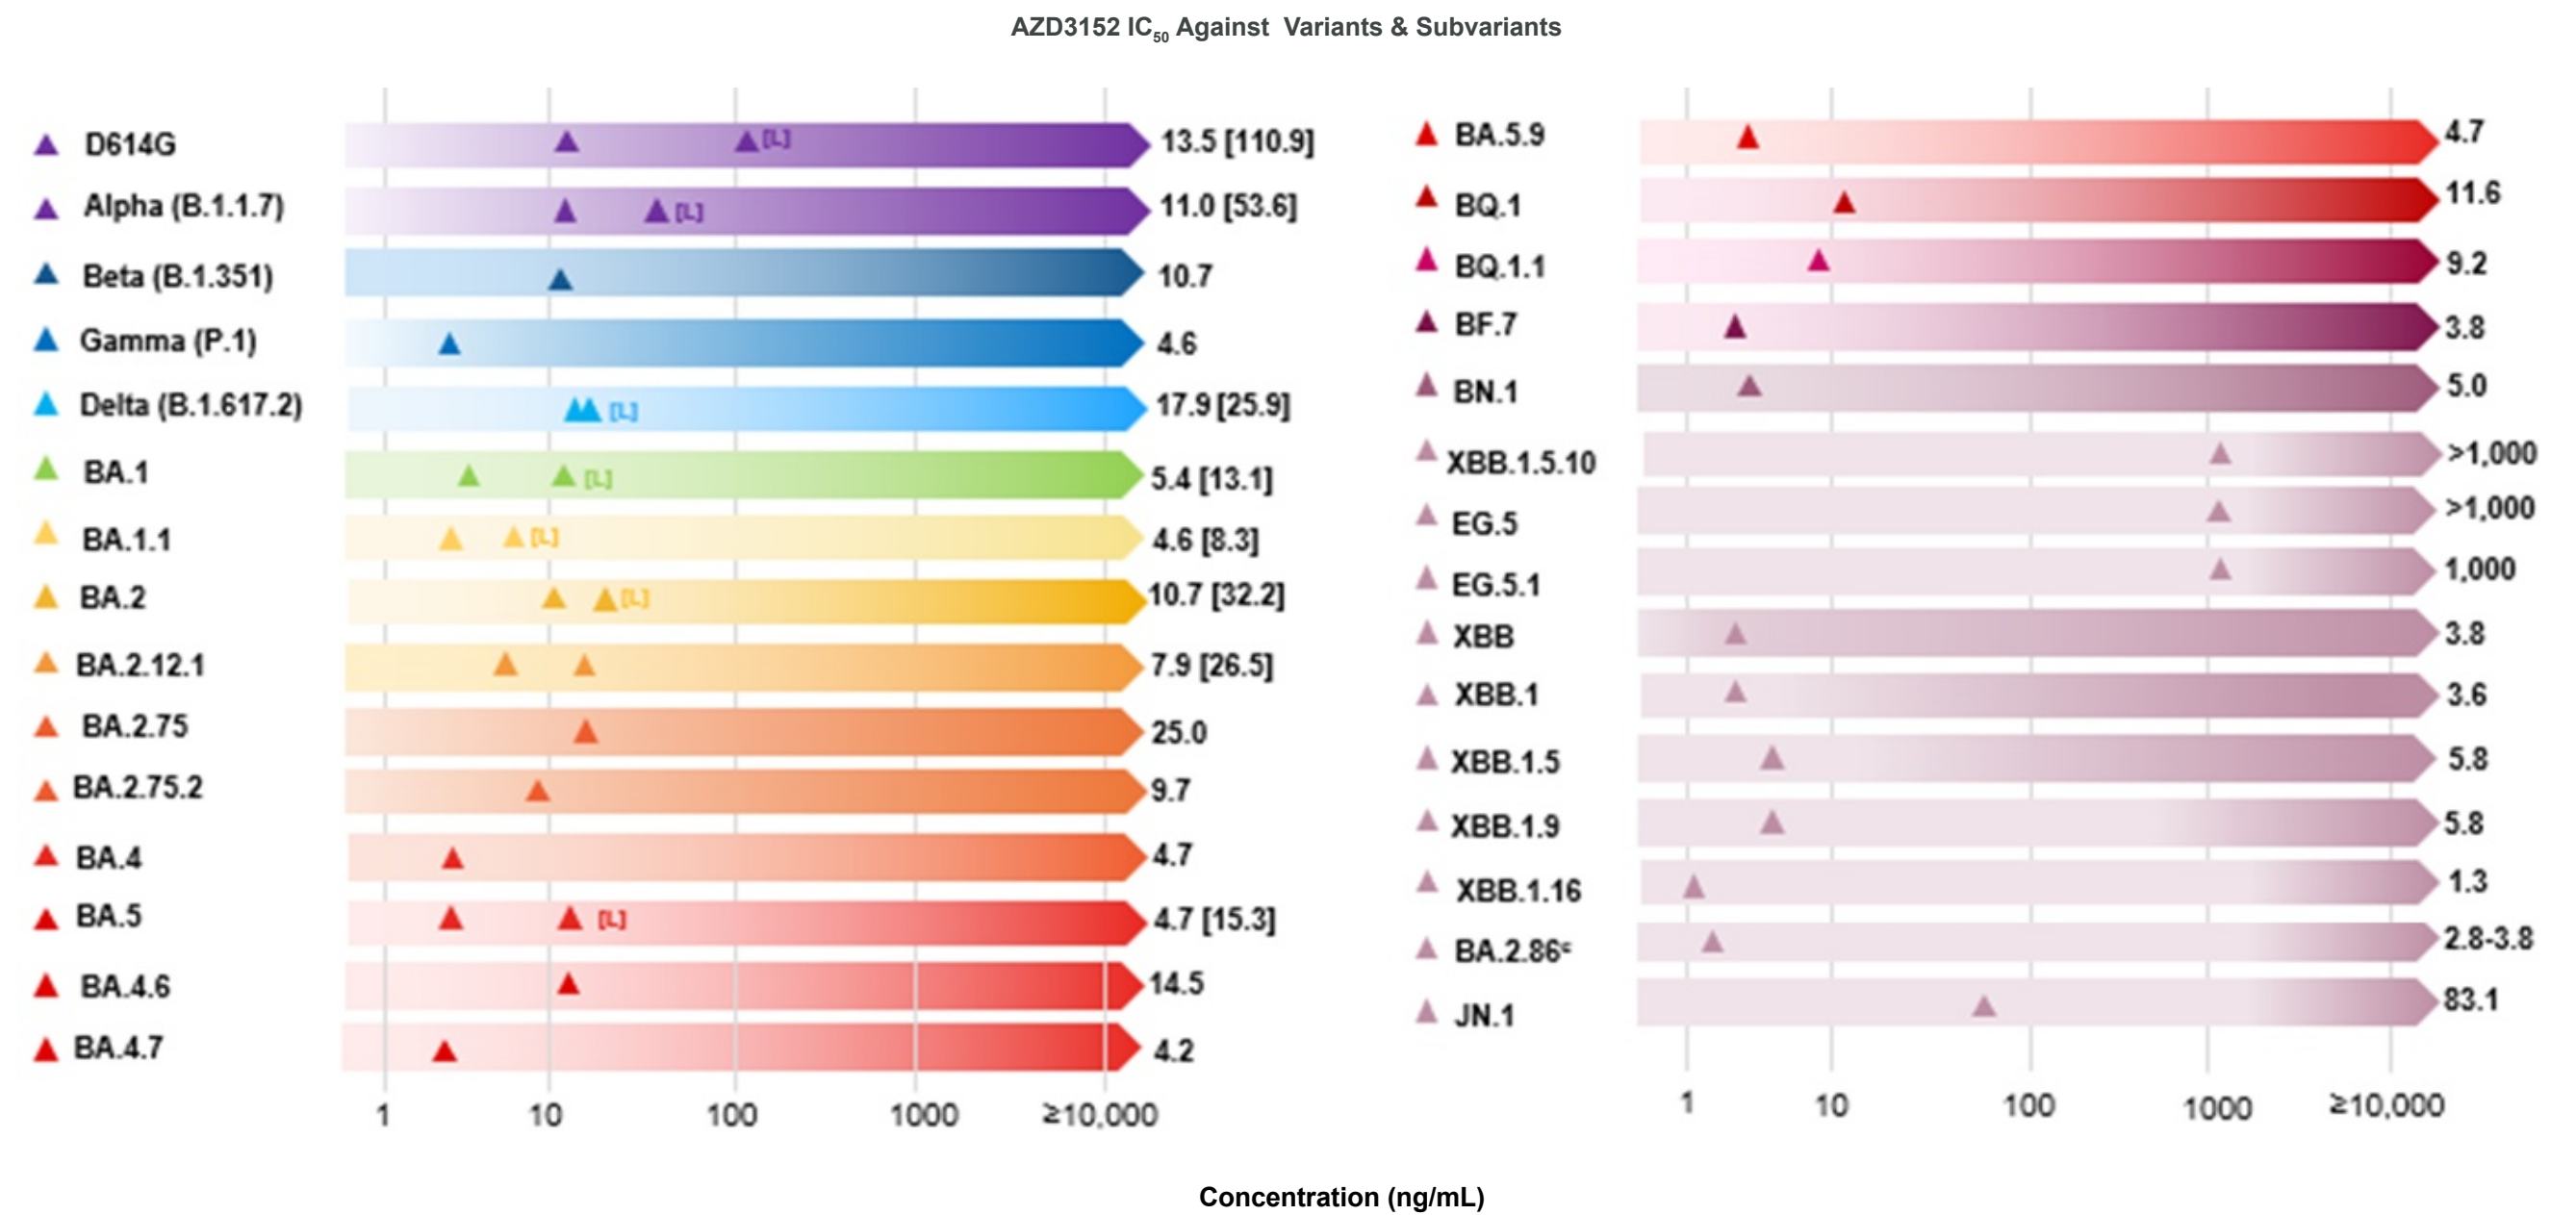 AZD3152 IC50 Against Variants & Subvariants
D614G [L] 13.5 [110.9]
Alpha (B.1.1.7) [L] 11.0 [53.6]
Beta (B.1.351) 10.7
Gamma (P.1) 4.6
Delta (B.1.617.2) [L] 17.9 [25.9]
BA.1 [L] 5.4 [13.1]
BA.1.1 [L] 4.6 [8.3]
BA.2 [L] 10.7 [32.2]
BA.2.12.1 7.9 [26.5]
BA.2.75 25.0
BA.2.75.2 9.7
BA.4 4.7
BA.5 [L] 4.7 [15.3]
BA.4.6 14.5
BA.4.7 4.2
1 10 100 1000 ≥10,000
BA.5.9 4.7
BQ.1 11.6
BQ.1.1 9.2
BF.7 3.8
BN.1 5.0
XBB.1.5.10 >1,000
EG.5 >1,000
EG.5.1 1,000
XBB 3.8
XBB.1 3.6
XBB.1.5 5.8
XBB.1.9 5.8
XBB.1.16 1.3
BA.2.86ᶜ 2.8-3.8
JN.1 83.1
1 10 100 1000 ≥10,000
Concentration (ng/mL)